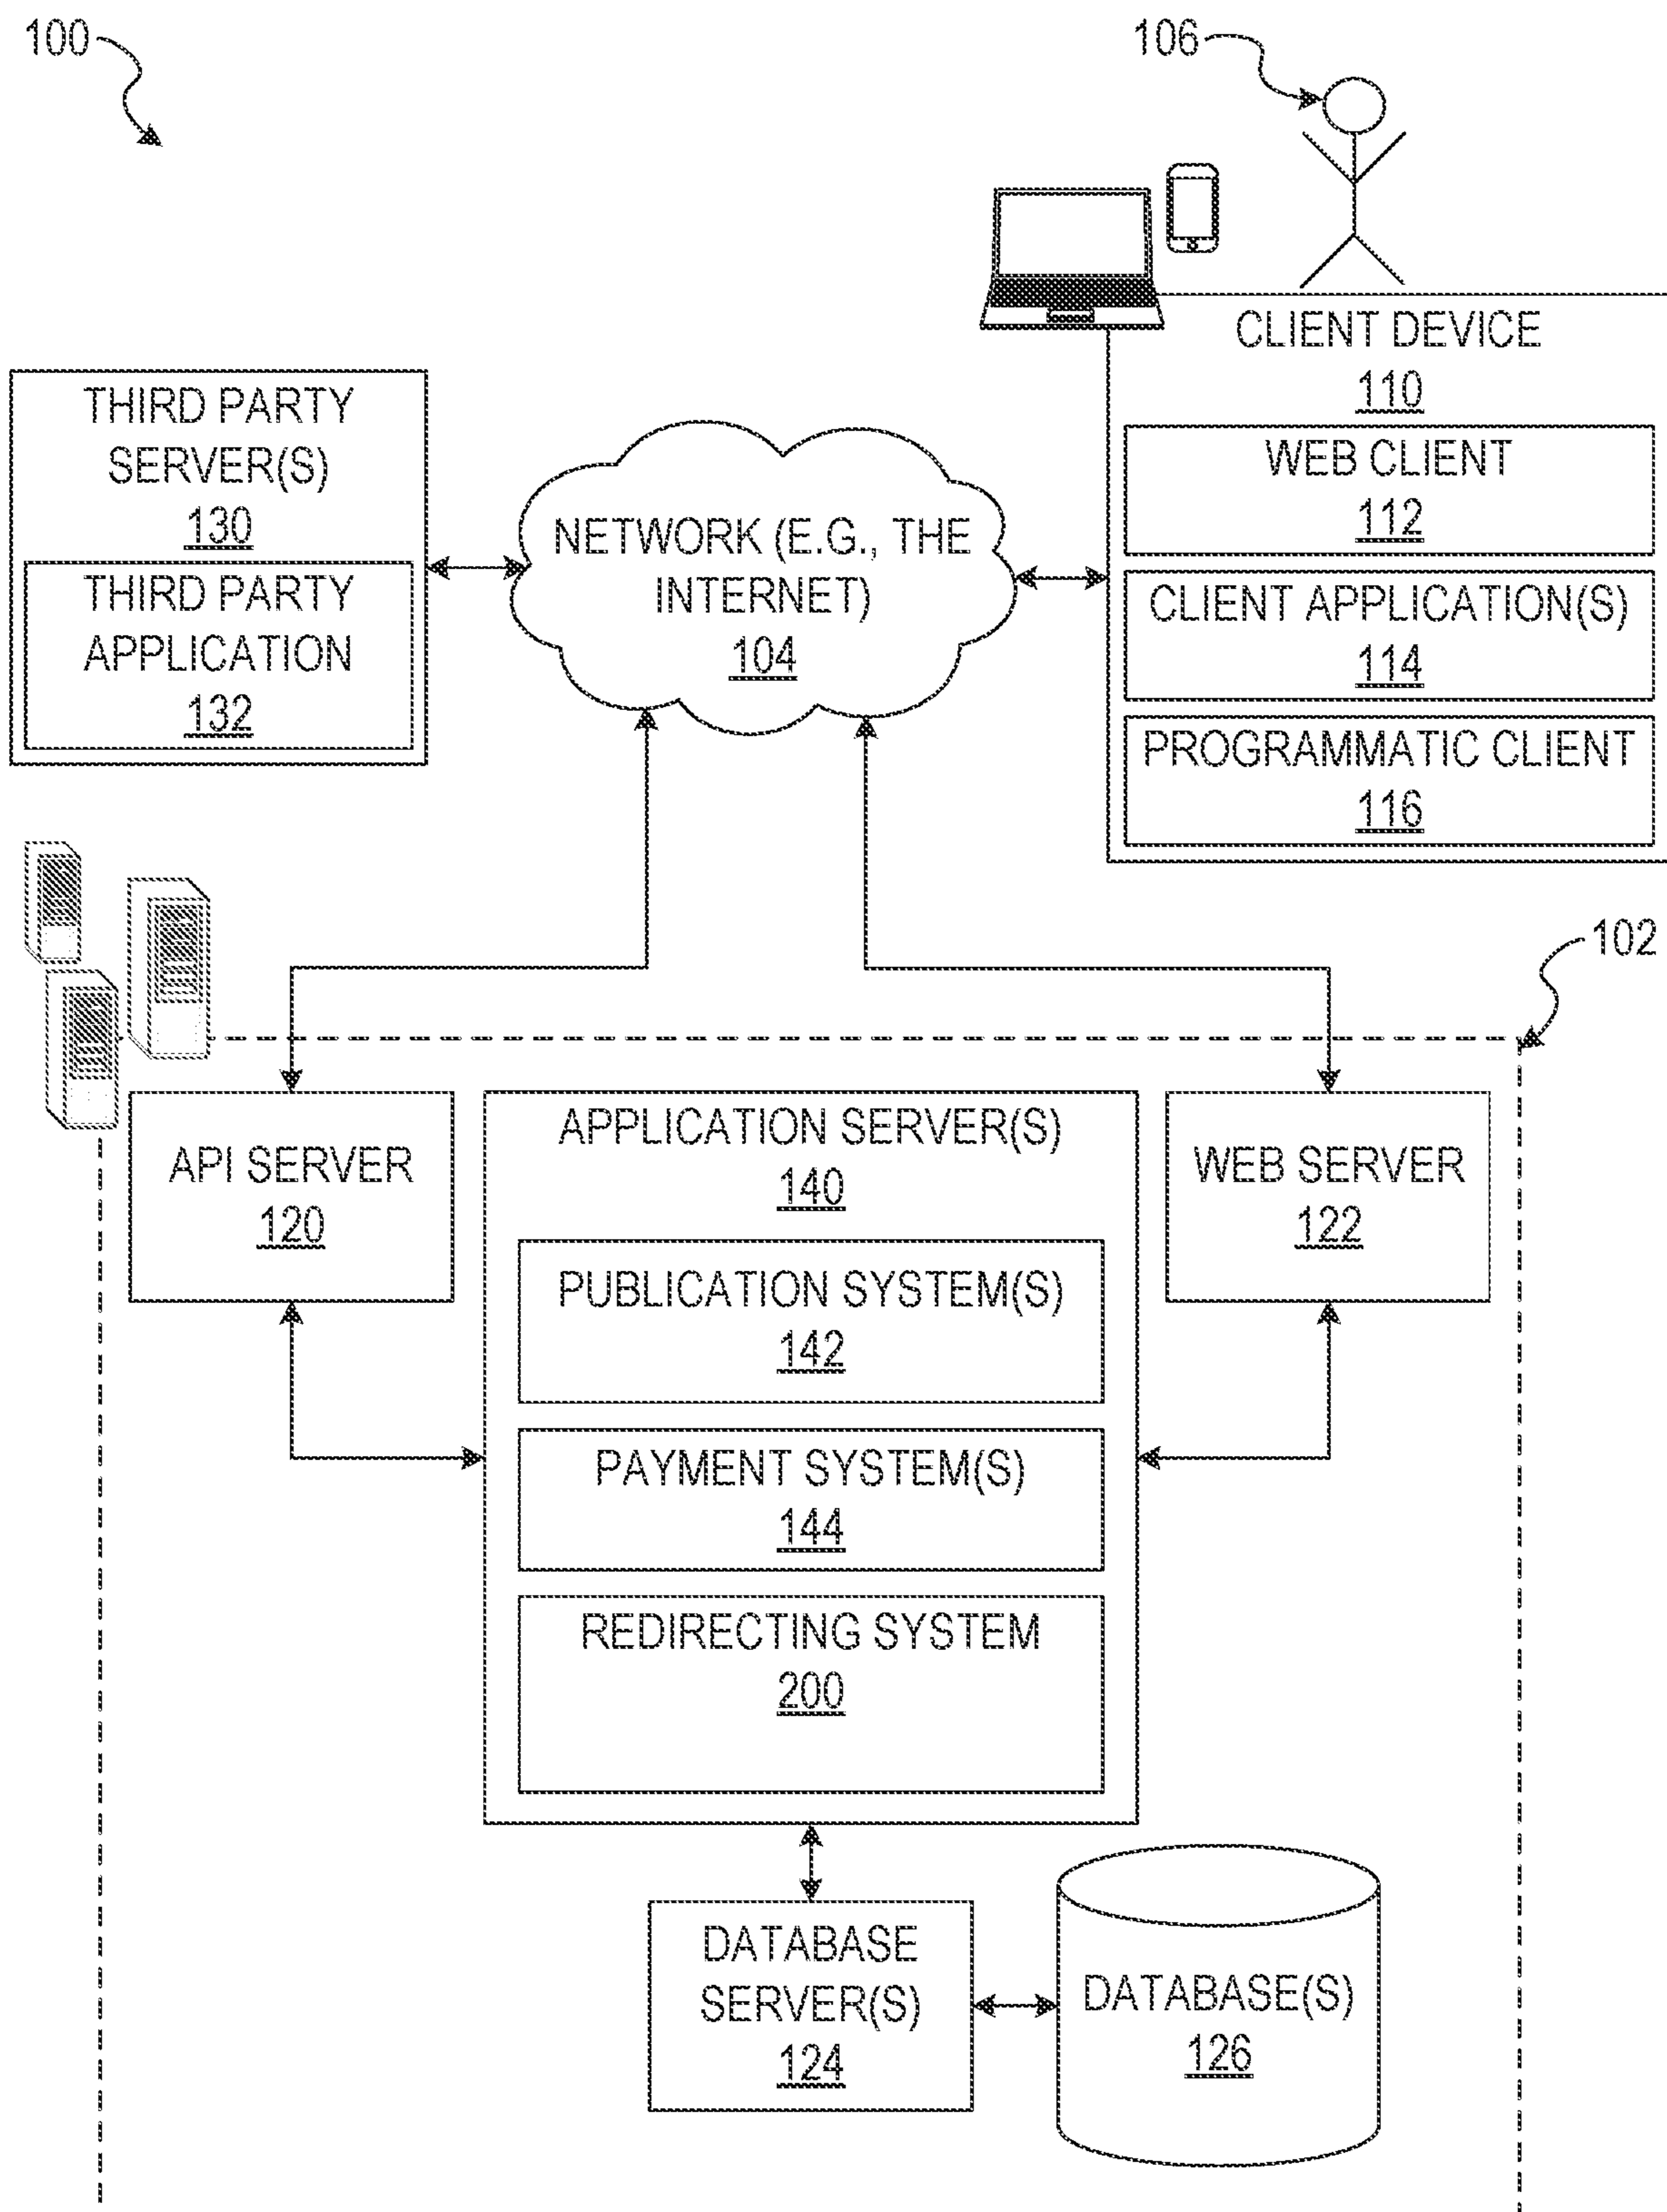 100
106
CLIENT DEVICE
110
WEB CLIENT
112
CLIENT APPLICATION(S)
114
PROGRAMMATIC CLIENT
116
THIRD PARTY
SERVER(S)
130
THIRD PARTY
APPLICATION
132
NETWORK (E.G., THE
INTERNET)
104
102
API SERVER
120
APPLICATION SERVER(S)
140
PUBLICATION SYSTEM(S)
142
PAYMENT SYSTEM(S)
144
REDIRECTING SYSTEM
200
WEB SERVER
122
DATABASE
SERVER(S)
124
DATABASE(S)
126